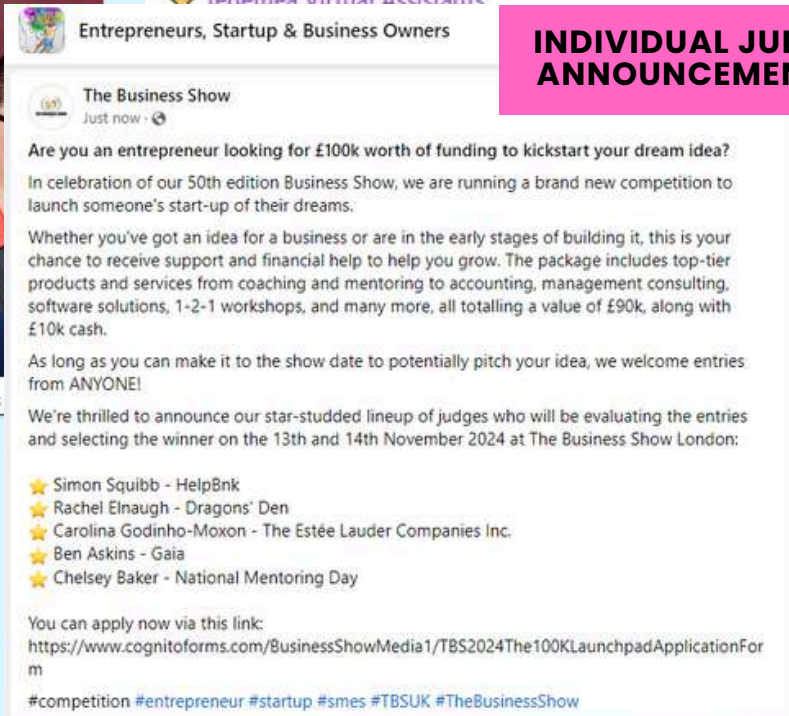 Entrepreneurs, Startup & Business Owners
INDIVIDUAL
The Business Show
Just now ·
Are you an entrepreneur looking for £100k worth of funding to kickstart your dream idea?
In celebration of our 50th edition Business Show, we are running a brand new competition to
launch someone's start-up of their dreams.
Whether you've got an idea for a business or are in the early stages of building it, this is your
chance to receive support and financial help to help you grow. The package includes top-tier
products and services from coaching and mentoring to accounting, management consulting,
software solutions, 1-2-1 workshops, and many more, all totalling a value of £90k, along with
£10k cash.
As long as you can make it to the show date to potentially pitch your idea, we welcome entries
from ANYONE!
We're thrilled to announce our star-studded lineup of judges who will be evaluating the entries
and selecting the winner on the 13th and 14th November 2024 at The Business Show London:
⭐ Simon Squibb - HelpBnk
⭐ Rachel Elnaugh - Dragons' Den
⭐ Carolina Godinho-Moxon - The Estée Lauder Companies Inc.
⭐ Ben Askins - Gaia
⭐ Chelsey Baker - National Mentoring Day
You can apply now via this link:
https://www.cognitoforms.com/BusinessShowMedia1/TBS2024The100KLaunchpadApplicationFor
m
#competition #entrepreneur #startup #smes #TBSUK #TheBusinessShow